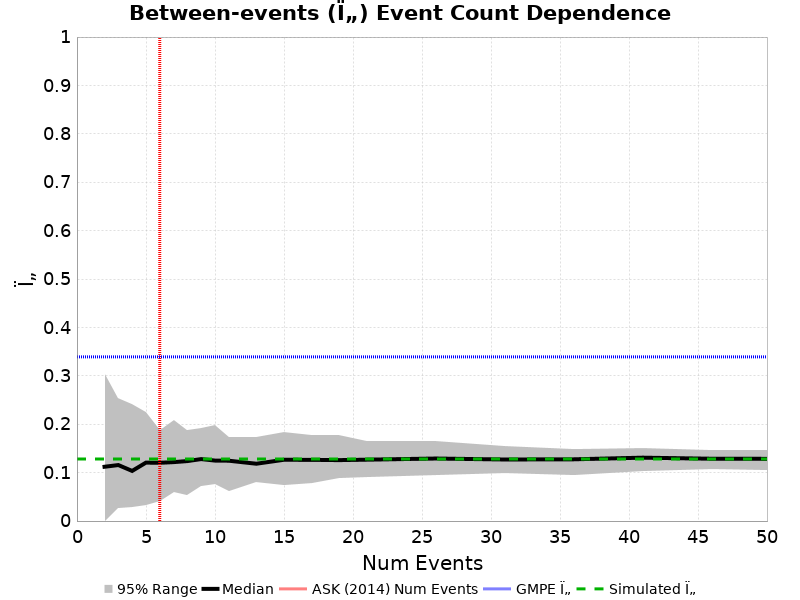 Between-events (Ï„) Event Count Dependence
1
0.9
0.8
0.7
0.6
0.5
0.4
0.3
0.2
0.1
0
Ï„
0 5 10 15 20 25 30 35 40 45 50
Num Events
95% Range Median ASK (2014) Num Events GMPE Ï„ Simulated Ï„